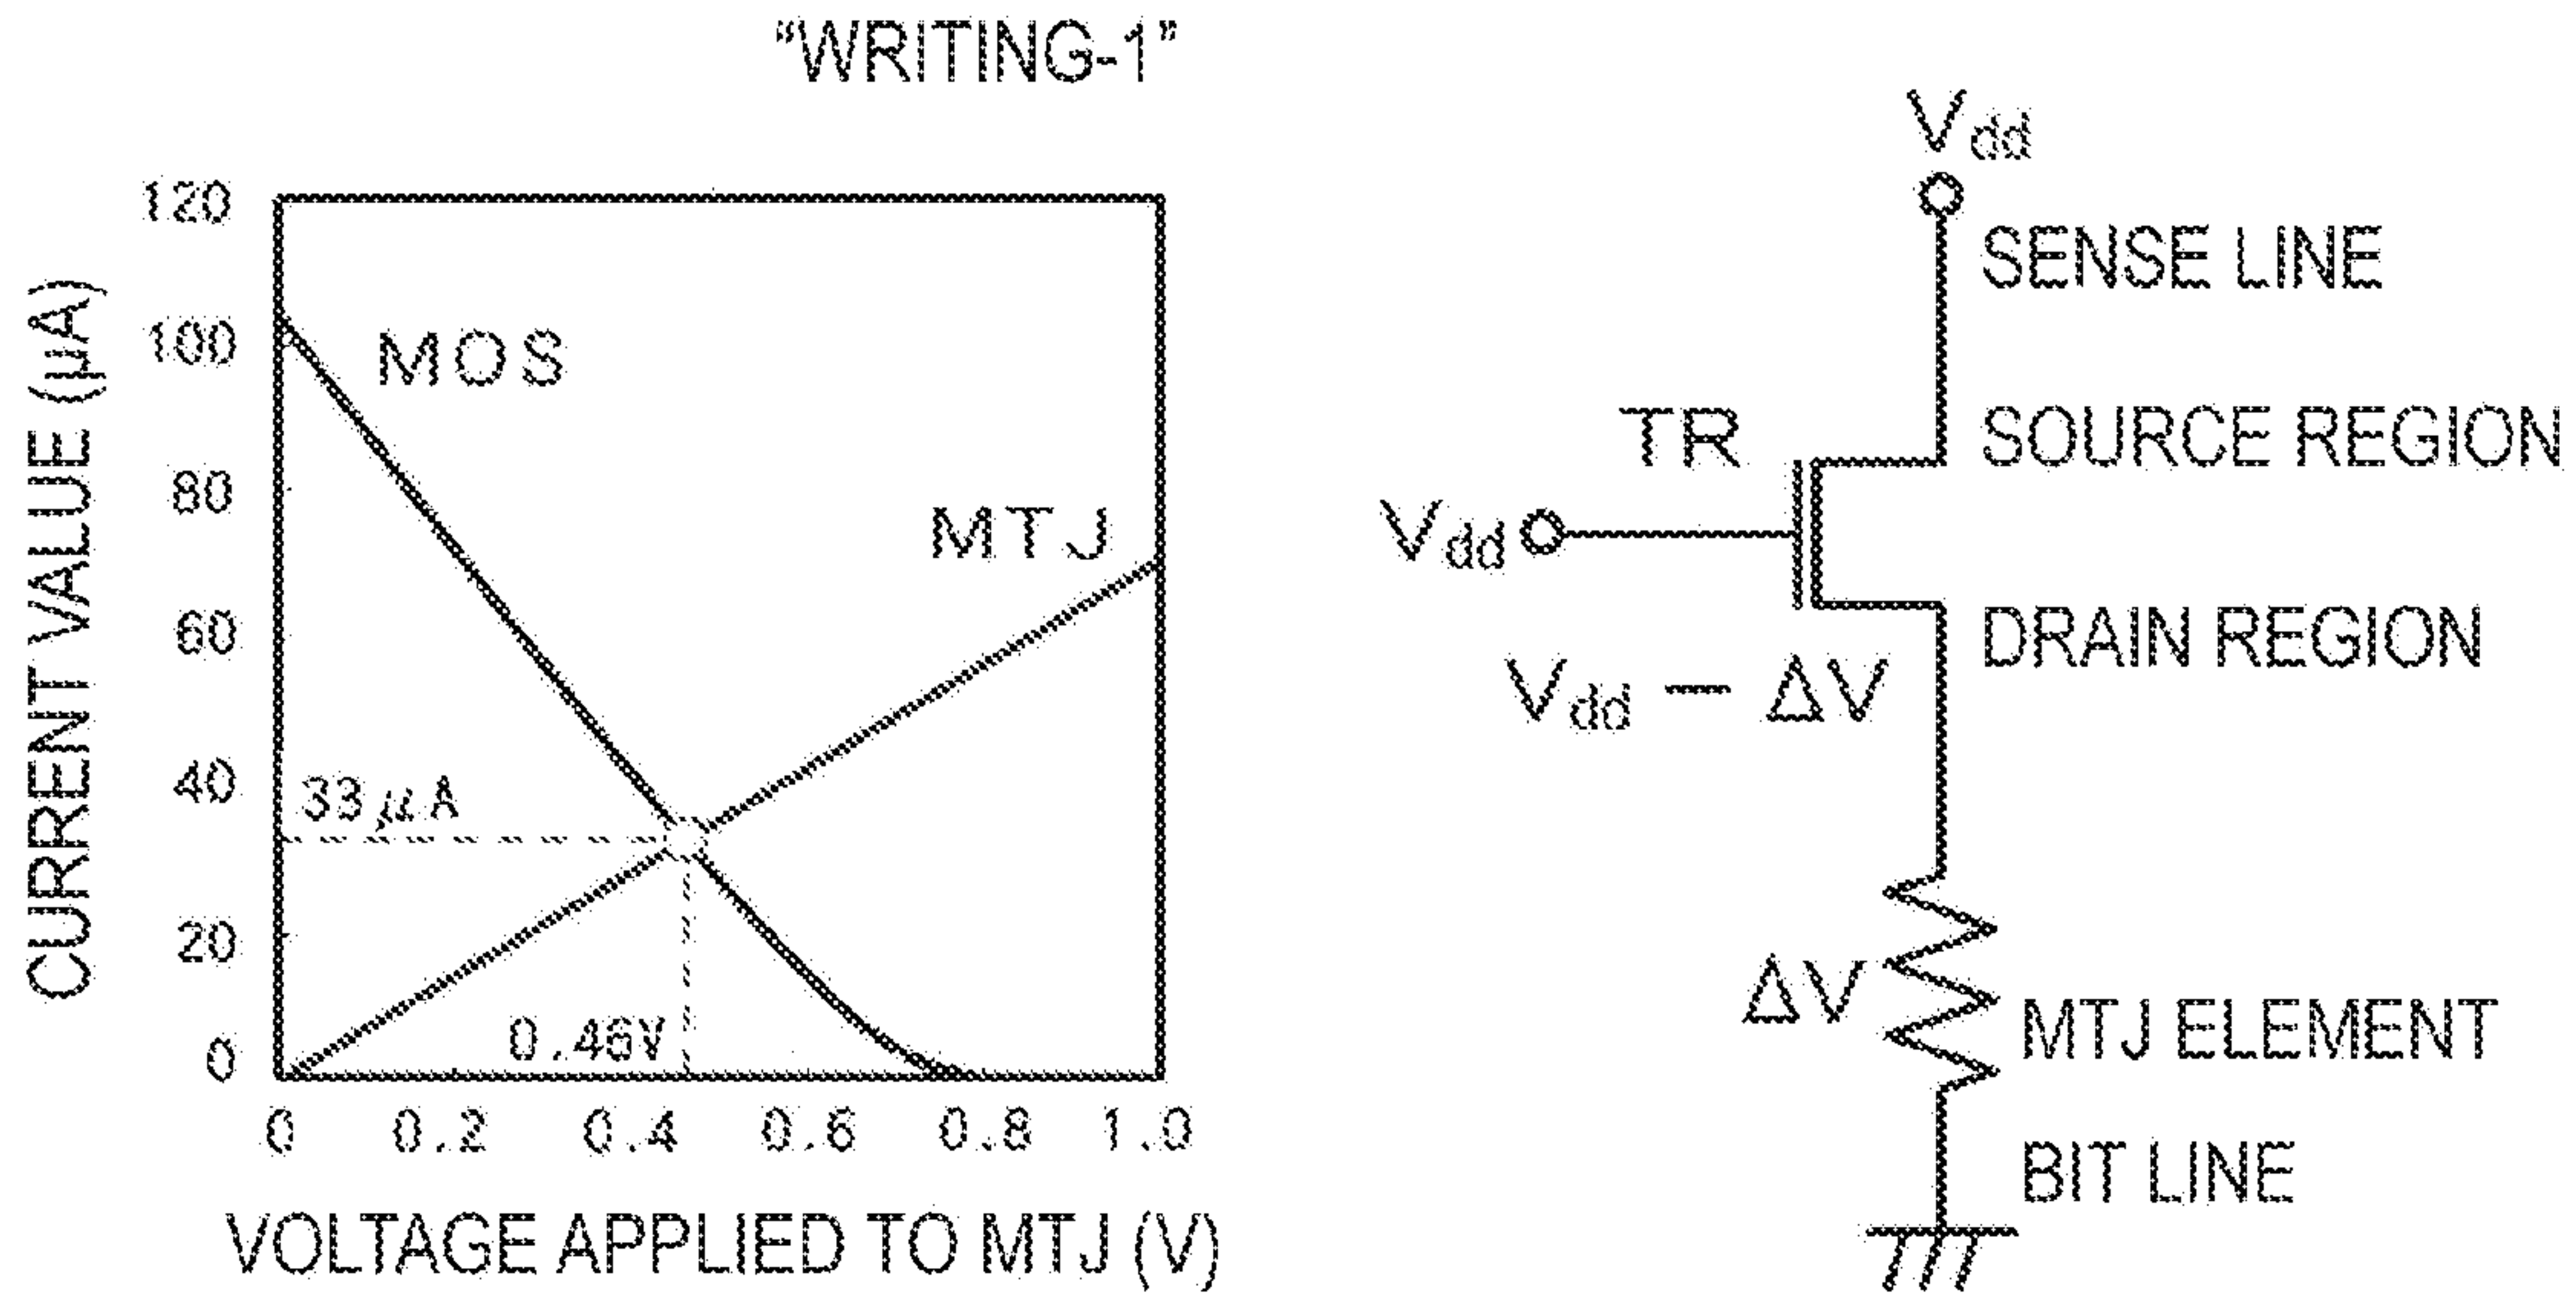 “WRITING-1”
CURRENT VALUE (µA)
120
100
80
60
40
20
0
MOS
MTJ
33µA
0.46V
0 0.2 0.4 0.6 0.8 1.0
VOLTAGE APPLIED TO MTJ (V)
Vdd
SENSE LINE
TR
SOURCE REGION
Vdd
DRAIN REGION
Vdd − ΔV
ΔV
MTJ ELEMENT
BIT LINE